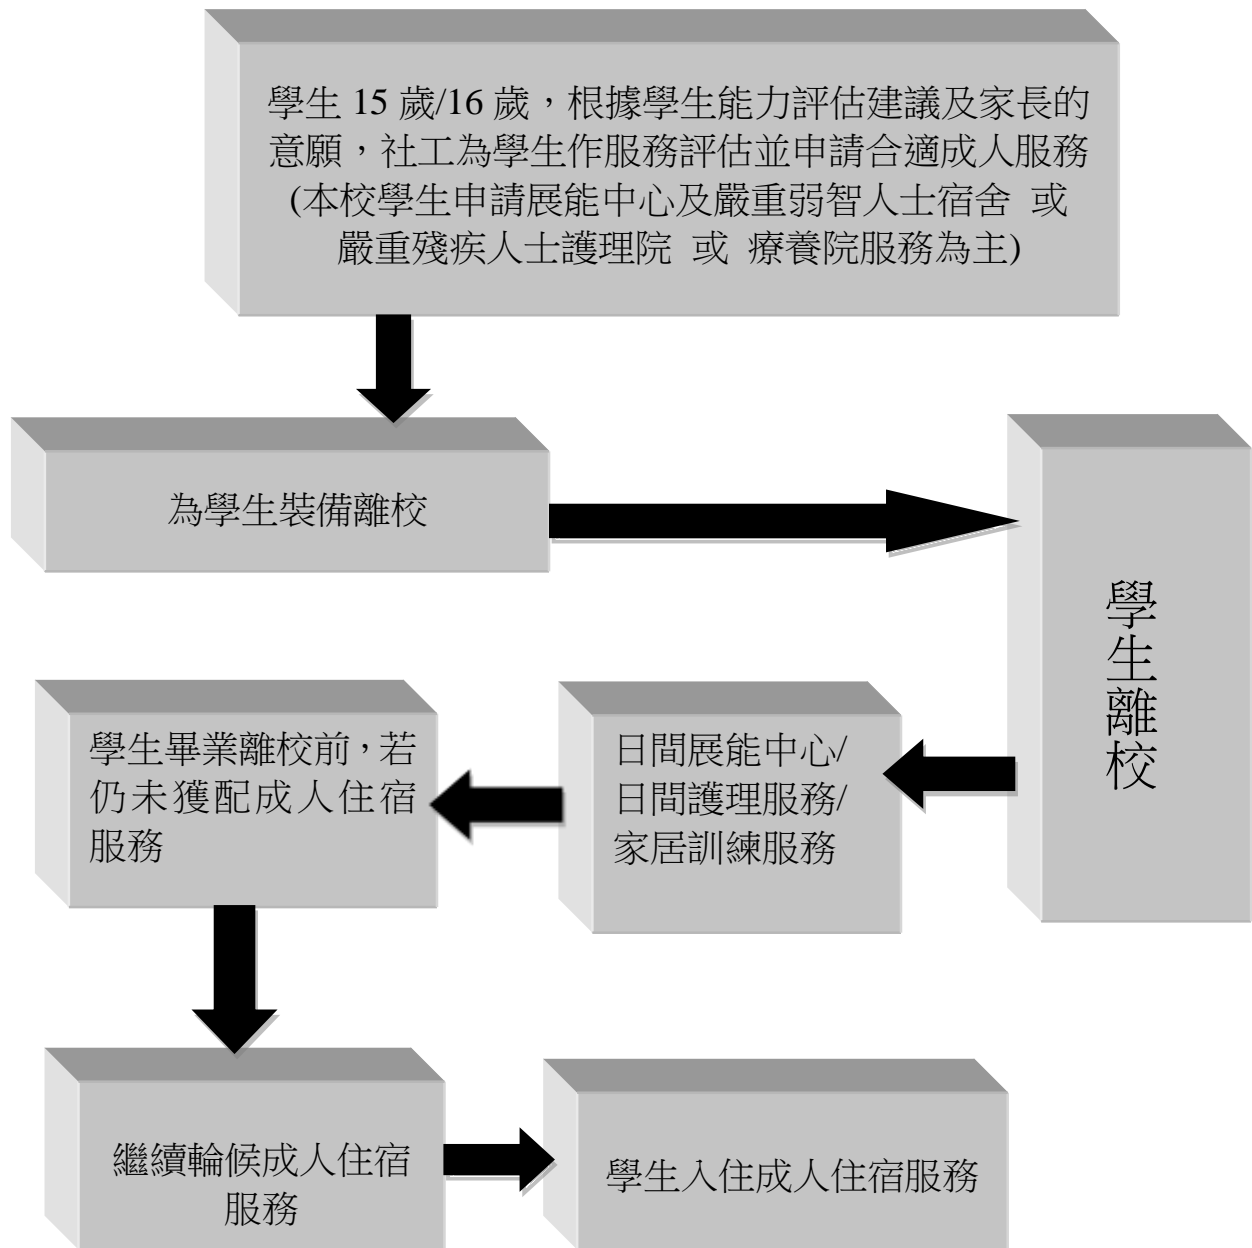 學生 15 歲/16 歲，根據學生能力評估建議及家長的
意願，社工為學生作服務評估並申請合適成人服務
(本校學生申請展能中心及嚴重弱智人士宿舍 或
嚴重殘疾人士護理院 或 療養院服務為主)
為學生裝備離校
學生離校
日間展能中心/
日間護理服務/
家居訓練服務
學生畢業離校前，若
仍未獲配成人住宿
服務
繼續輪候成人住宿
服務
學生入住成人住宿服務